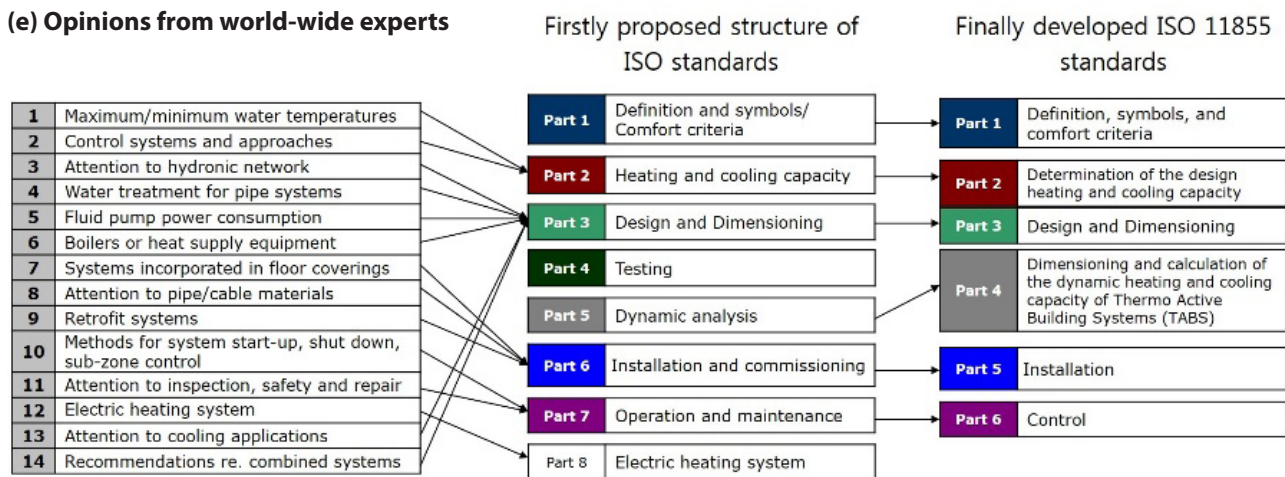 (e) Opinions from world-wide experts
Firstly proposed structure of
ISO standards
Finally developed ISO 11855
standards
1 Maximum/minimum water temperatures
2 Control systems and approaches
3 Attention to hydronic network
4 Water treatment for pipe systems
5 Fluid pump power consumption
6 Boilers or heat supply equipment
7 Systems incorporated in floor coverings
8 Attention to pipe/cable materials
9 Retrofit systems
10 Methods for system start-up, shut down,
sub-zone control
11 Attention to inspection, safety and repair
12 Electric heating system
13 Attention to cooling applications
14 Recommendations re. combined systems
Part 1 Definition and symbols/
Comfort criteria
Part 2 Heating and cooling capacity
Part 3 Design and Dimensioning
Part 4 Testing
Part 5 Dynamic analysis
Part 6 Installation and commissioning
Part 7 Operation and maintenance
Part 8 Electric heating system
Part 1 Definition, symbols, and
comfort criteria
Part 2 Determination of the design
heating and cooling capacity
Part 3 Design and Dimensioning
Part 4 Dimensioning and calculation of
the dynamic heating and cooling
capacity of Thermo Active
Building Systems (TABS)
Part 5 Installation
Part 6 Control